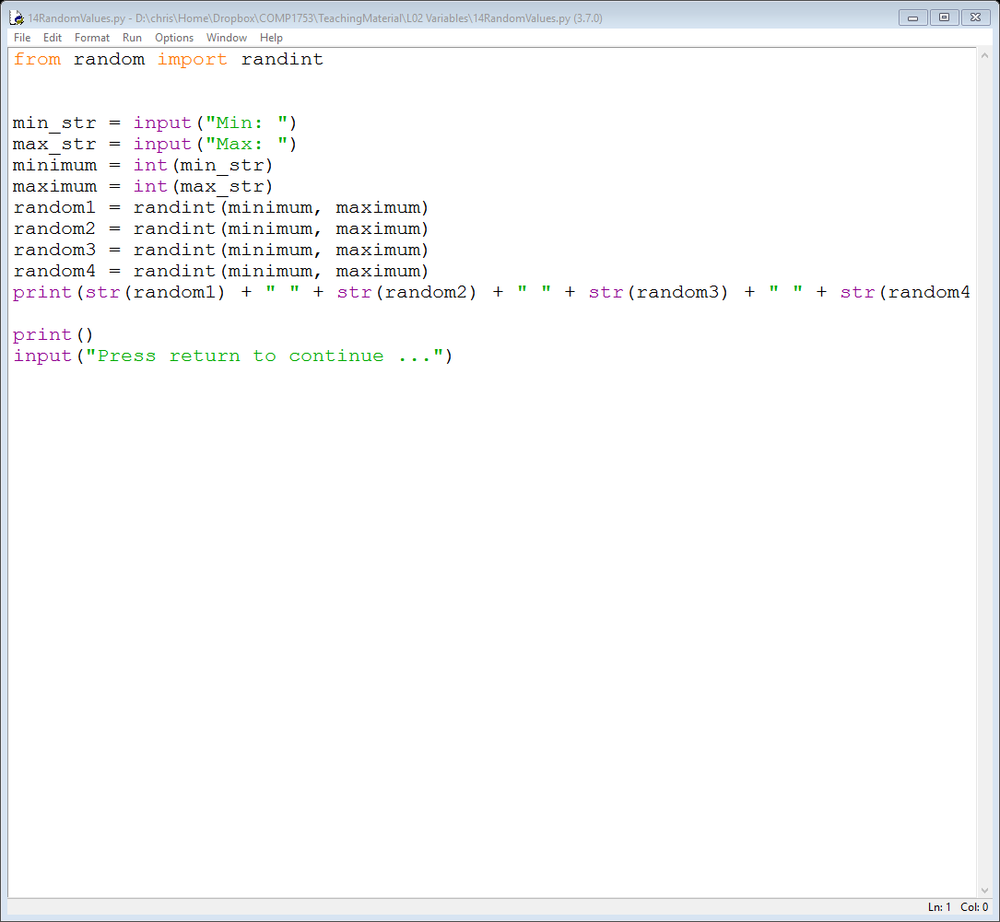 14RandomValues.py - D:\chris\Home\Dropbox\COMP1753\TeachingMaterial\L02 Variables\14RandomValues.py (3.7.0)
File Edit Format Run Options Window Help
from random import randint
min_str = input("Min: ")
max_str = input("Max: ")
minimum = int(min_str)
maximum = int(max_str)
random1 = randint(minimum, maximum)
random2 = randint(minimum, maximum)
random3 = randint(minimum, maximum)
random4 = randint(minimum, maximum)
print(str(random1) + " " + str(random2) + " " + str(random3) + " " + str(random4
print()
input("Press return to continue ...")
Ln: 1 Col: 0